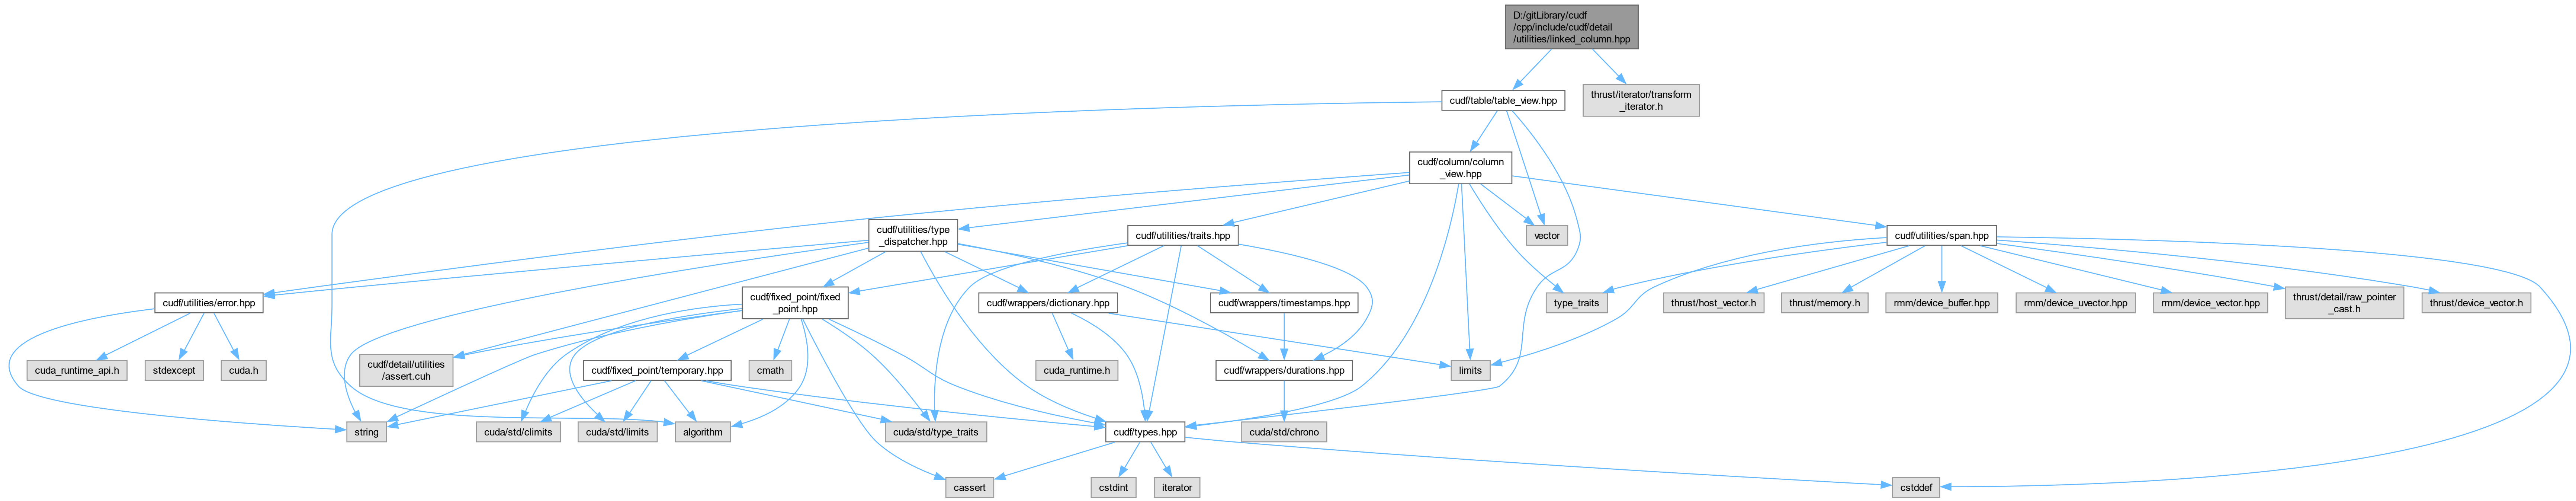 D:/gitLibrary/cudf
/cpp/include/cudf/detail
/utilities/linked_column.hpp
cudf/table/table_view.hpp
thrust/iterator/transform
_iterator.h
cudf/column/column
_view.hpp
cudf/utilities/type
_dispatcher.hpp
cudf/utilities/traits.hpp
vector
cudf/utilities/span.hpp
cudf/utilities/error.hpp
cudf/fixed_point/fixed
_point.hpp
cudf/wrappers/dictionary.hpp
cudf/wrappers/timestamps.hpp
type_traits
thrust/host_vector.h
thrust/memory.h
rmm/device_buffer.hpp
rmm/device_uvector.hpp
rmm/device_vector.hpp
thrust/detail/raw_pointer
_cast.h
thrust/device_vector.h
cuda_runtime_api.h
stdexcept
cuda.h
cudf/detail/utilities
/assert.cuh
cudf/fixed_point/temporary.hpp
cmath
cuda_runtime.h
cudf/wrappers/durations.hpp
limits
string
cuda/std/climits
cuda/std/limits
algorithm
cuda/std/type_traits
cudf/types.hpp
cuda/std/chrono
cassert
cstdint
iterator
cstddef